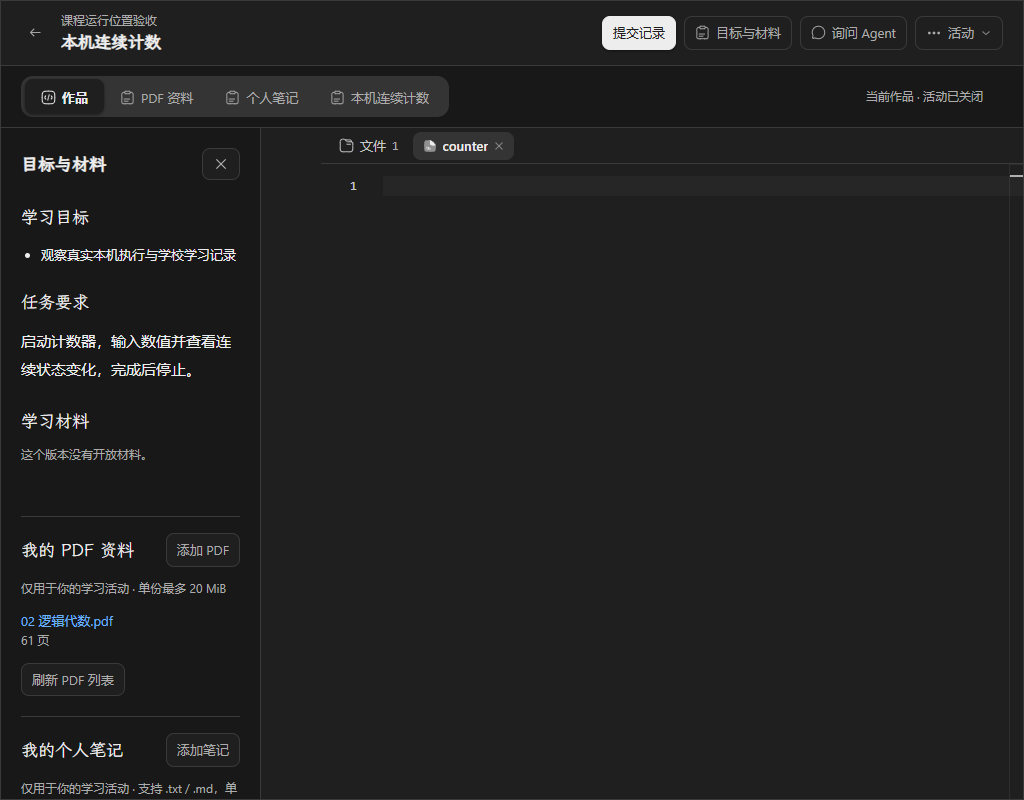 课程运行位置验收
本机连续计数
提交记录
目标与材料
询问 Agent
活动
作品
PDF 资料
个人笔记
本机连续计数
当前作品 · 活动已关闭
目标与材料
文件 1
counter
1
学习目标
观察真实本机执行与学校学习记录
任务要求
启动计数器，输入数值并查看连
续状态变化，完成后停止。
学习材料
这个版本没有开放材料。
我的 PDF 资料
添加 PDF
仅用于你的学习活动 · 单份最多 20 MiB
02 逻辑代数.pdf
61 页
刷新 PDF 列表
我的个人笔记
添加笔记
仅用于你的学习活动 · 支持 .txt / .md，单